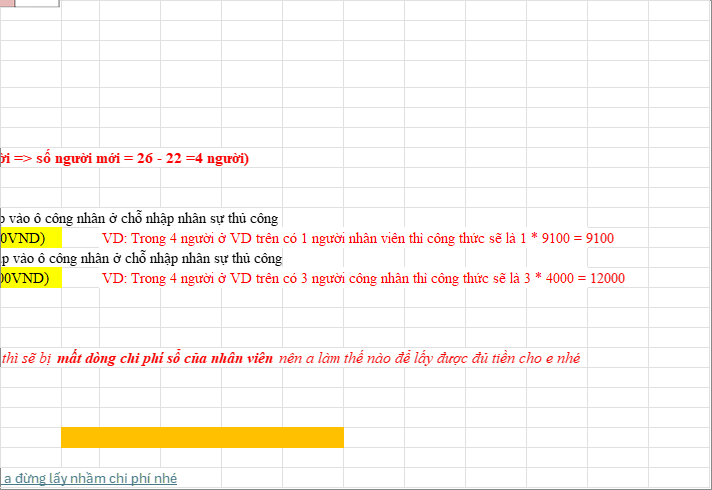 ời => số người mới = 26 - 22 =4 người)
p vào ô công nhân ở chỗ nhập nhân sự thủ công
0VND) VD: Trong 4 người ở VD trên có 1 người nhân viên thì công thức sẽ là 1 * 9100 = 9100
ập vào ô công nhân ở chỗ nhập nhân sự thủ công
00VND) VD: Trong 4 người ở VD trên có 3 người công nhân thì công thức sẽ là 3 * 4000 = 12000
thì sẽ bị mất dòng chi phí số của nhân viên nên a làm thế nào để lấy được đủ tiền cho e nhé
a đừng lấy nhầm chi phí nhé